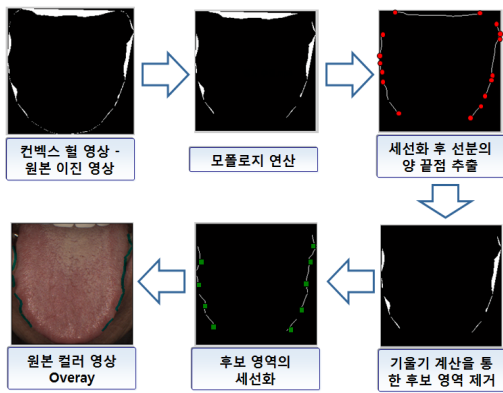 컨벡스 헐 영상 -
원본 이진 영상
모폴로지 연산
세선화 후 선분의
양 끝점 추출
기울기 계산을 통
한 후보 영역 제거
후보 영역의
세선화
원본 컬러 영상
Overay